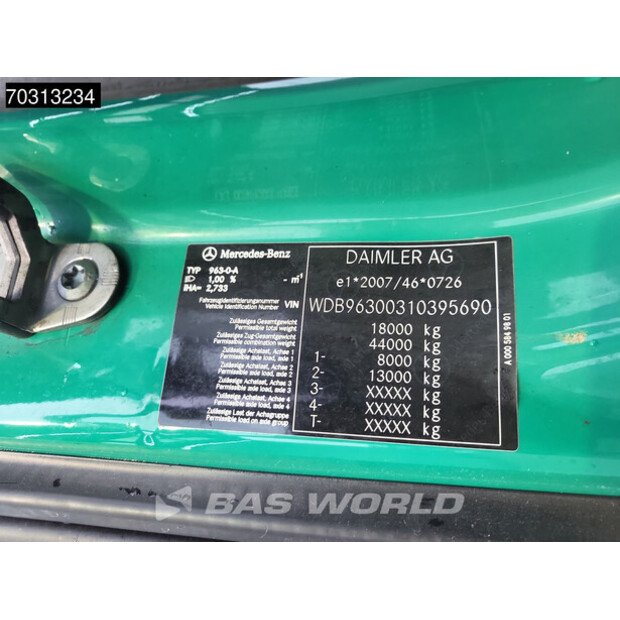 70313234
Mercedes-Benz
DAIMLER AG
TYP 963-0-A
1,00 % - m⁻¹
IHA= 2,733
e1*2007/46*0726
Fahrzeugidentifizierungsnummer
Vehicle Identification Number VIN WDB96300310395690
Zulässiges Gesamtgewicht
Permissible total weight 18000 kg
Zulässiges Zug-Gesamtgewicht
Permissible combination weight 44000 kg
Zulässige Achslast, Achse 1
Permissible axle load, axle 1 1- 8000 kg
Zulässige Achslast, Achse 2
Permissible axle load, axle 2 2- 13000 kg
Zulässige Achslast, Achse 3
Permissible axle load, axle 3 3- XXXXX kg
Zulässige Achslast, Achse 4
Permissible axle load, axle 4 4- XXXXX kg
Zulässige Last der Achsgruppe
Permissible load on axle group T- XXXXX kg
A 000 584 98 01
BAS WORLD